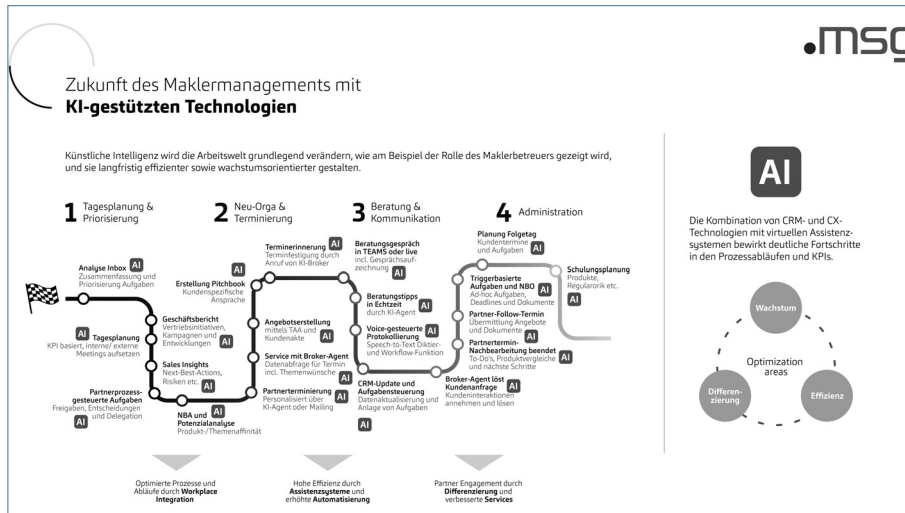 .msg
Zukunft des Maklermanagements mit
KI-gestützten Technologien
Künstliche Intelligenz wird die Arbeitswelt grundlegend verändern, wie am Beispiel der Rolle des Maklerbetreuers gezeigt wird,
und sie langfristig effizienter sowie wachstumsorientierter gestalten.
1 Tagesplanung &
Priorisierung
Analyse Inbox AI
Zusammenfassung und
Priorisierung Aufgaben
Geschäftsbericht
Vertriebsinitiativen,
Kampagnen und
Entwicklungen AI
AI Tagesplanung
KPI basiert, interne/ externe
Meetings aufsetzen
Sales Insights
Next-Best-Actions,
Risiken etc. AI
Partnerprozess-
gesteuerte Aufgaben
Freigaben, Entscheidungen
und Delegation
AI
NBA und AI
Potenzialanalyse
Produkt-/Themenaffinität
2 Neu-Orga &
Terminierung
Terminerinnerung AI
Terminfestigung durch
Anruf von KI-Broker
AI
Erstellung Pitchbook
Kundenspezifische
Ansprache
Angebotserstellung
mittels TAA und
Kundenakte AI
Service mit Broker-Agent
Datenabfrage für Termin
incl. Themenwünsche AI
Partnerterminierung AI
Personalisiert über
KI-Agent oder Mailing
3 Beratung &
Kommunikation
Beratungsgespräch
in TEAMS oder live
incl. Gesprächsauf-
zeichnung AI
Beratungstipps AI
in Echtzeit
durch KI-Agent
Voice-gesteuerte AI
Protokollierung
Speech-to-Text Diktier-
und Workflow-Funktion
CRM-Update und
Aufgabensteuerung
Datenaktualisierung und
Anlage von Aufgaben
AI
Broker-Agent löst
Kundenanfrage AI
Kundeninteraktionen
annehmen und lösen
4 Administration
Planung Folgetag
Kundentermine
und Aufgaben AI
Triggerbasierte
Aufgaben und NBO AI
Ad-hoc Aufgaben,
Deadlines und Dokumente
Partner-Follow-Termin
Übermittlung Angebote
und Dokumente AI
Partnertermin-
Nachbearbeitung beendet AI
To-Do's, Produktvergleiche
und nächste Schritte
Schulungsplanung
Produkte,
Regularorik etc.
AI
Optimierte Prozesse und
Abläufe durch Workplace
Integration
Hohe Effizienz durch
Assistenzsysteme und
erhöhte Automatisierung
Partner Engagement durch
Differenzierung und
verbesserte Services
AI
Die Kombination von CRM- und CX-
Technologien mit virtuellen Assistenz-
systemen bewirkt deutliche Fortschritte
in den Prozessabläufen und KPIs.
Wachstum
Optimization
areas
Differen-
zierung
Effizienz